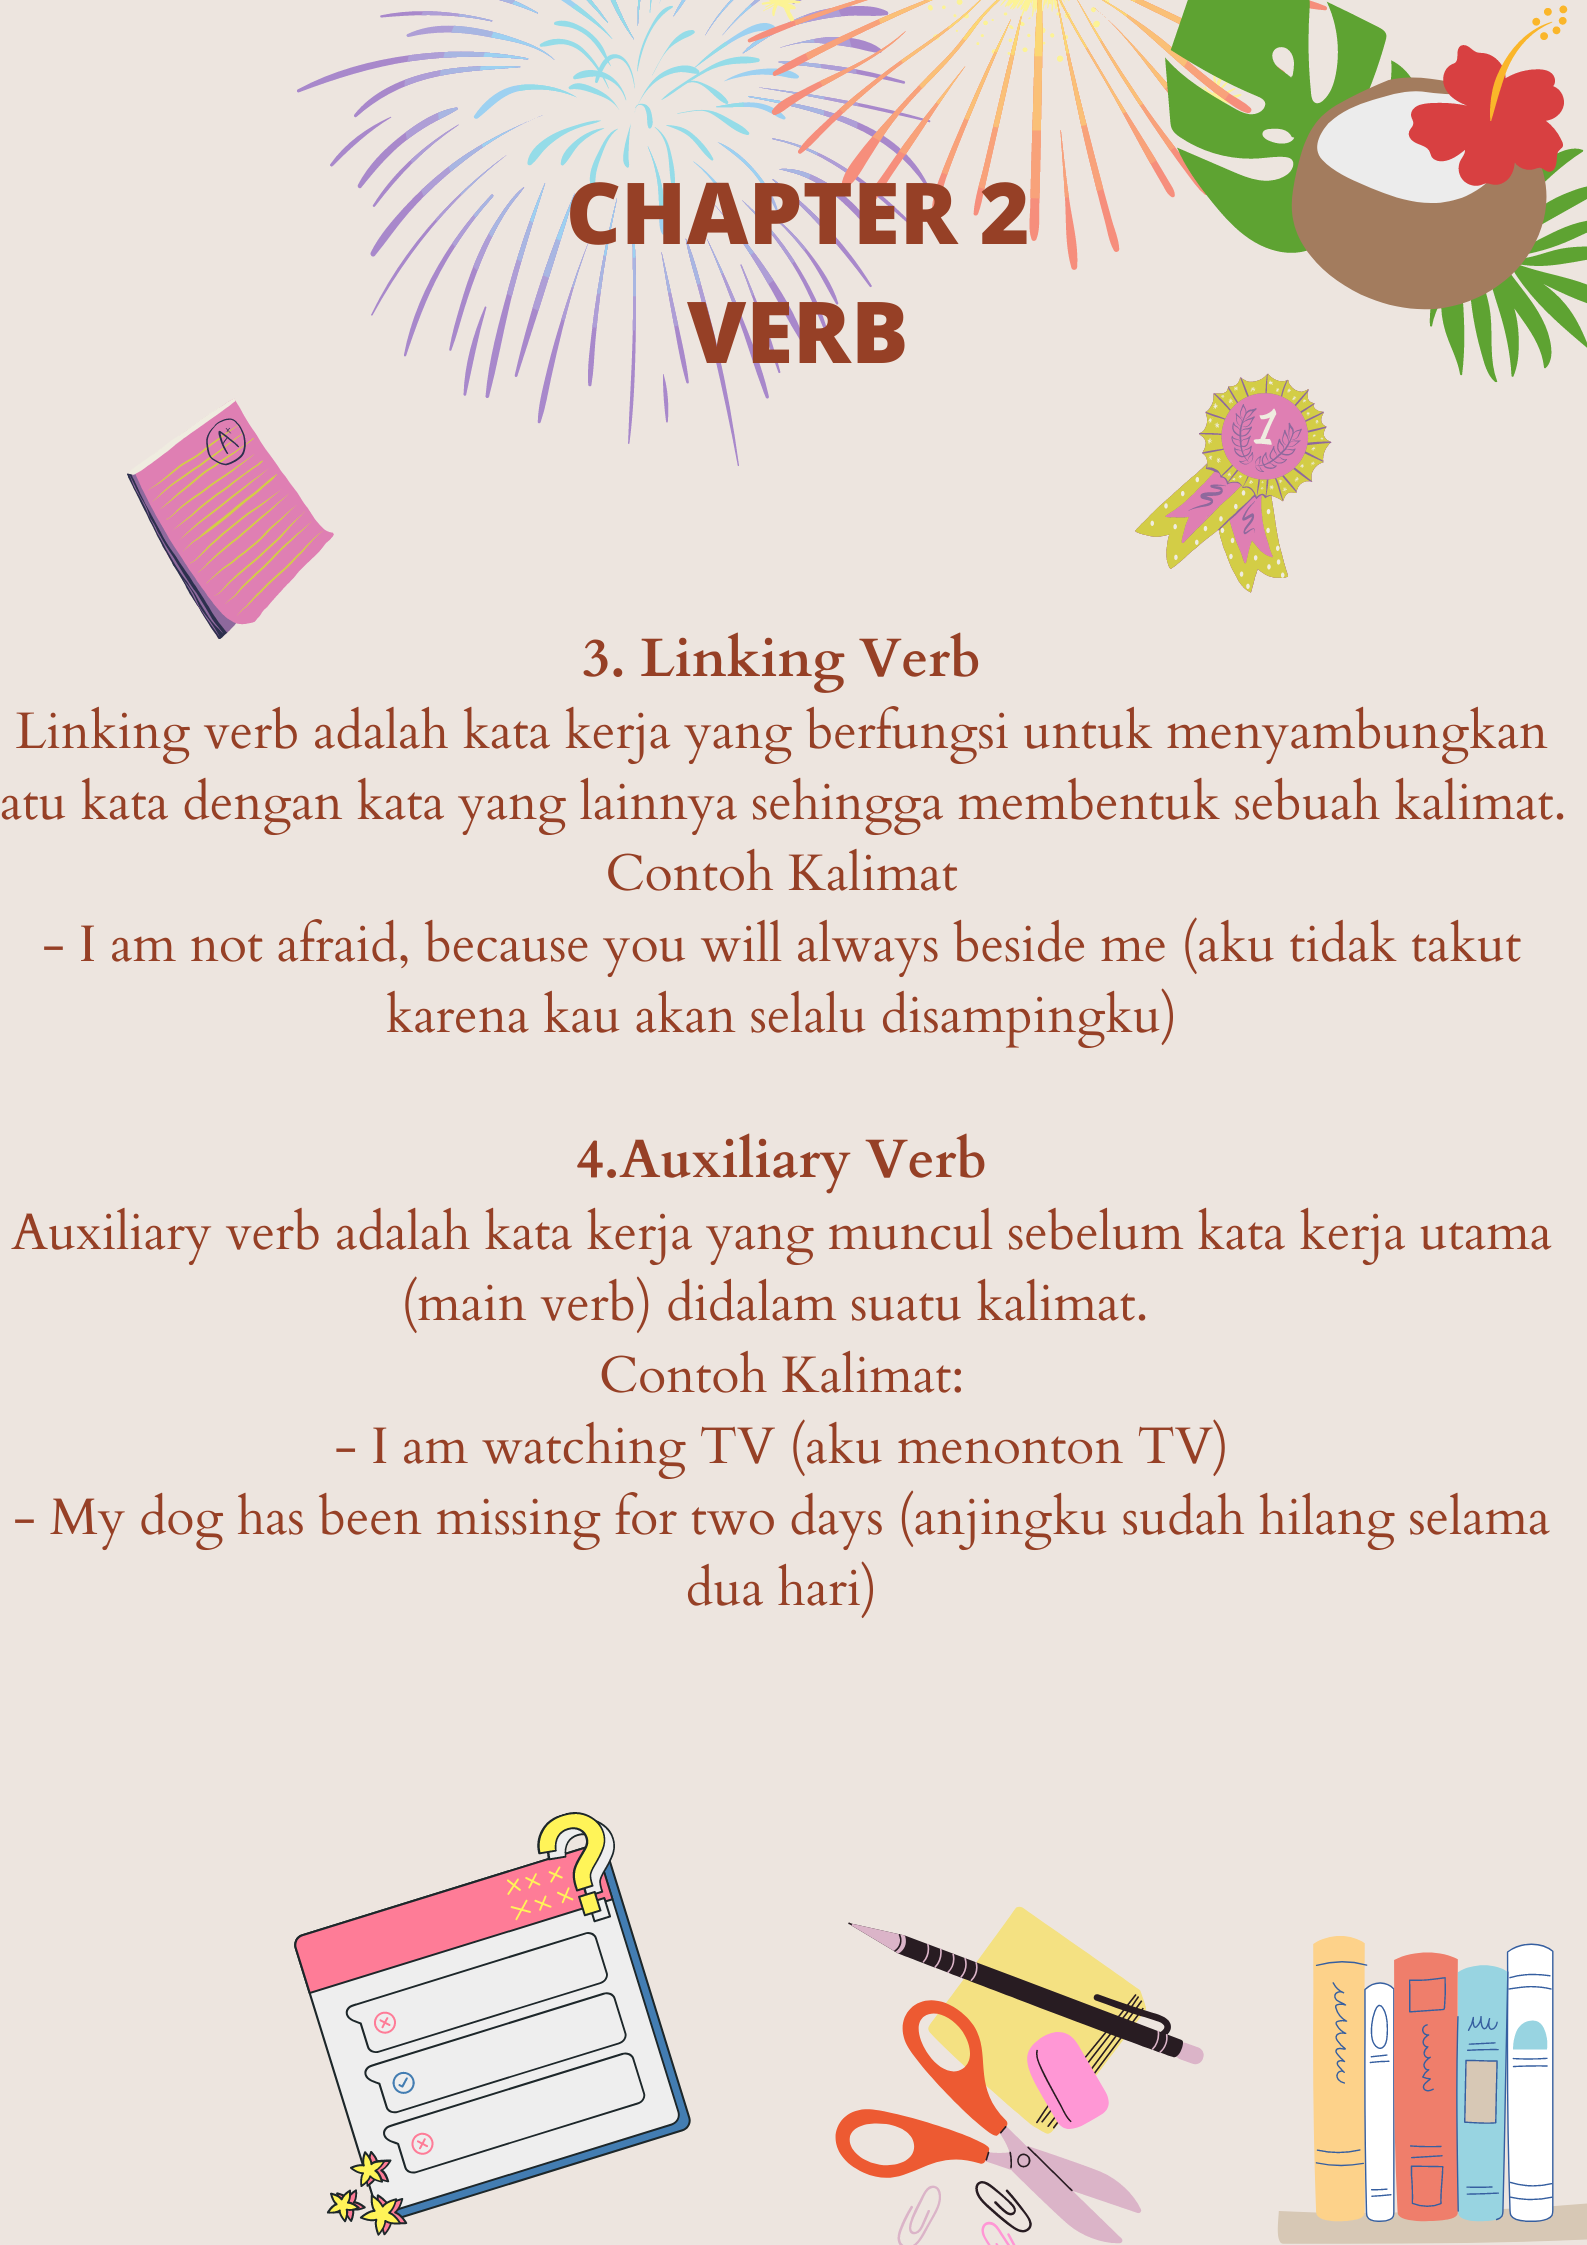 CHAPTER 2
VERB
A+
1
3. Linking Verb
Linking verb adalah kata kerja yang berfungsi untuk menyambungkan
atu kata dengan kata yang lainnya sehingga membentuk sebuah kalimat.
Contoh Kalimat
- I am not afraid, because you will always beside me (aku tidak takut
karena kau akan selalu disampingku)
4.Auxiliary Verb
Auxiliary verb adalah kata kerja yang muncul sebelum kata kerja utama
(main verb) didalam suatu kalimat.
Contoh Kalimat:
- I am watching TV (aku menonton TV)
- My dog has been missing for two days (anjingku sudah hilang selama
dua hari)
?